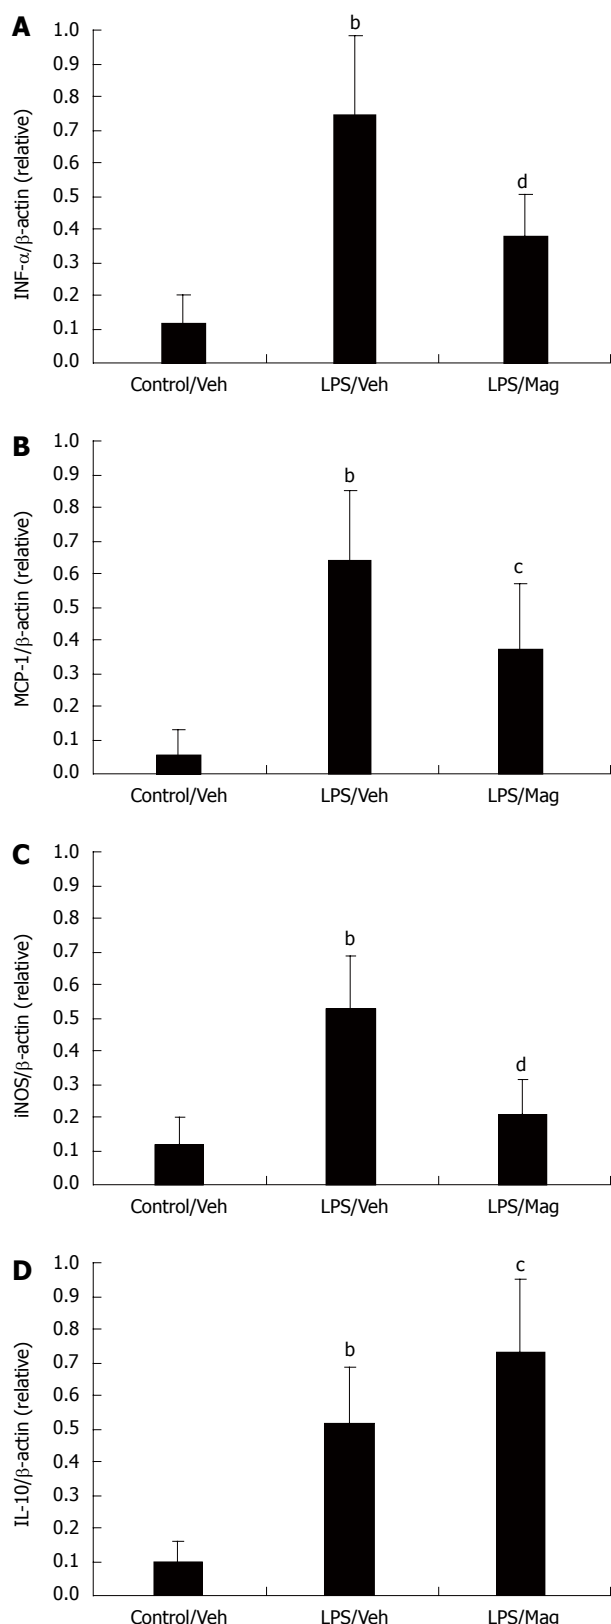 A
INF-α/β-actin (relative)
1.0
0.9
0.8
0.7
0.6
0.5
0.4
0.3
0.2
0.1
0.0
b
d
Control/Veh LPS/Veh LPS/Mag
B
MCP-1/β-actin (relative)
1.0
0.9
0.8
0.7
0.6
0.5
0.4
0.3
0.2
0.1
0.0
b
c
Control/Veh LPS/Veh LPS/Mag
C
iNOS/β-actin (relative)
1.0
0.9
0.8
0.7
0.6
0.5
0.4
0.3
0.2
0.1
0.0
b
d
Control/Veh LPS/Veh LPS/Mag
D
IL-10/β-actin (relative)
1.0
0.9
0.8
0.7
0.6
0.5
0.4
0.3
0.2
0.1
0.0
b
c
Control/Veh LPS/Veh LPS/Mag